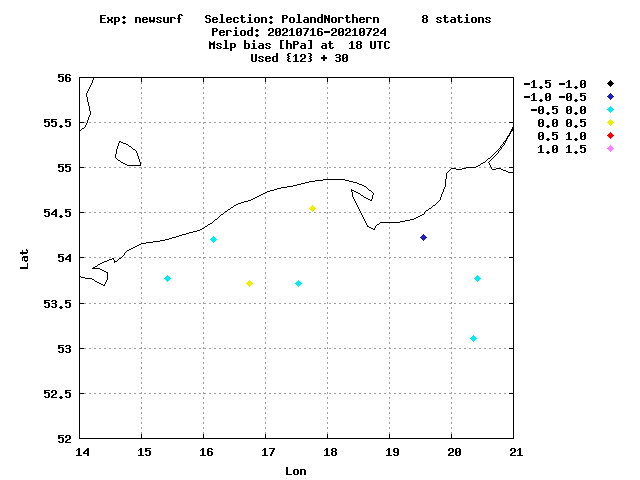 Exp: newsurf   Selection: PolandNorthern      8 stations
Period: 20210716-20210724
Mslp bias [hPa] at  18 UTC
Used {12} + 30
56
55.5
55
54.5
54
53.5
53
52.5
52
14 15 16 17 18 19 20 21
Lat
Lon
-1.5 -1.0
-1.0 -0.5
-0.5 0.0
0.0 0.5
0.5 1.0
1.0 1.5